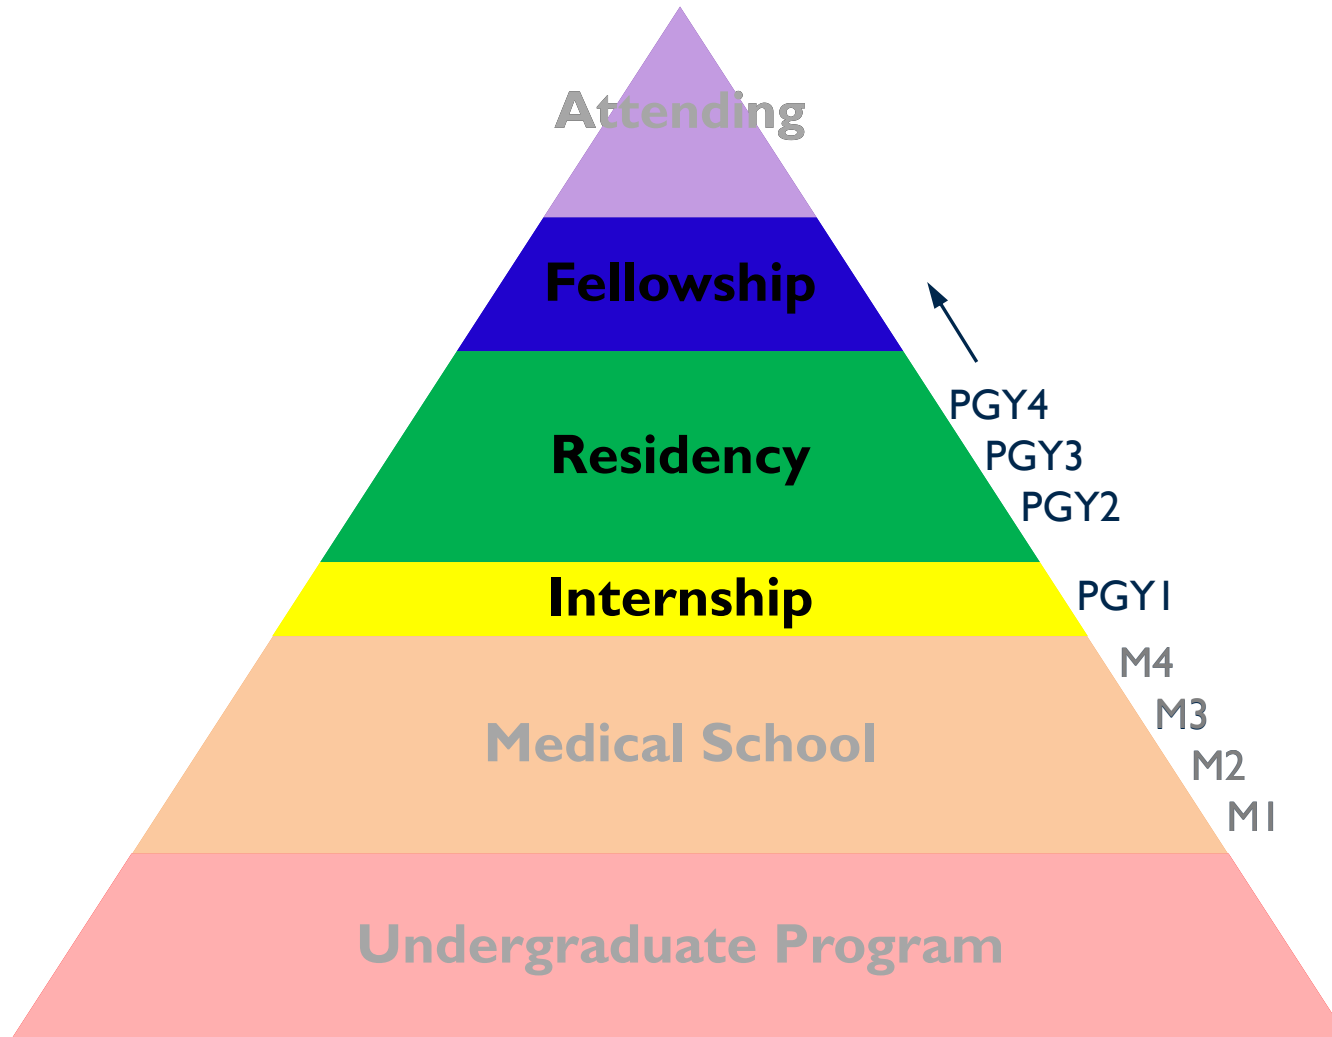 Attending
Fellowship
PGY4
Residency
PGY3
PGY2
Internship
PGY1
M4
M3
Medical School
M2
M1
Undergraduate Program